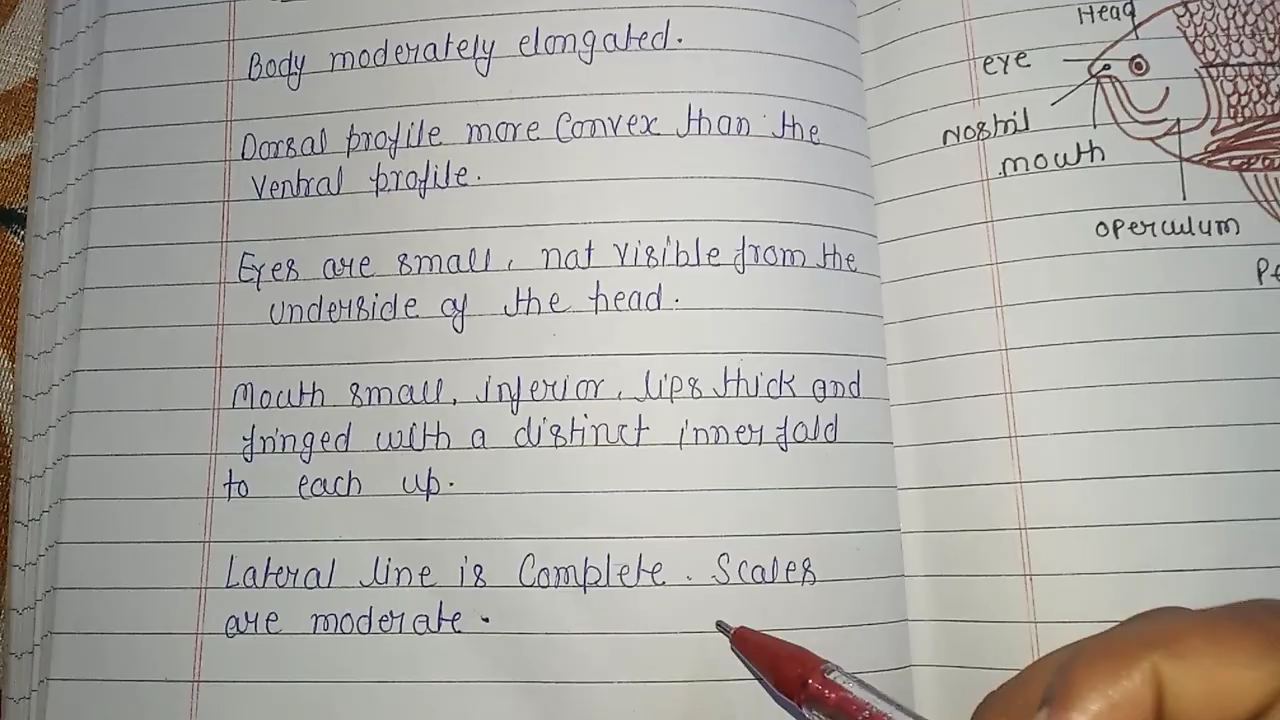 Body moderately elongated.
Dorsal profile more convex than the
ventral profile.
Eyes are small, not visible from the
underside of the head.
Mouth small, inferior, lips thick and
fringed with a distinct inner fold
to each up.
Lateral line is complete. Scales
are moderate.
Head
eye
Nostril
mouth
operculum
Pe